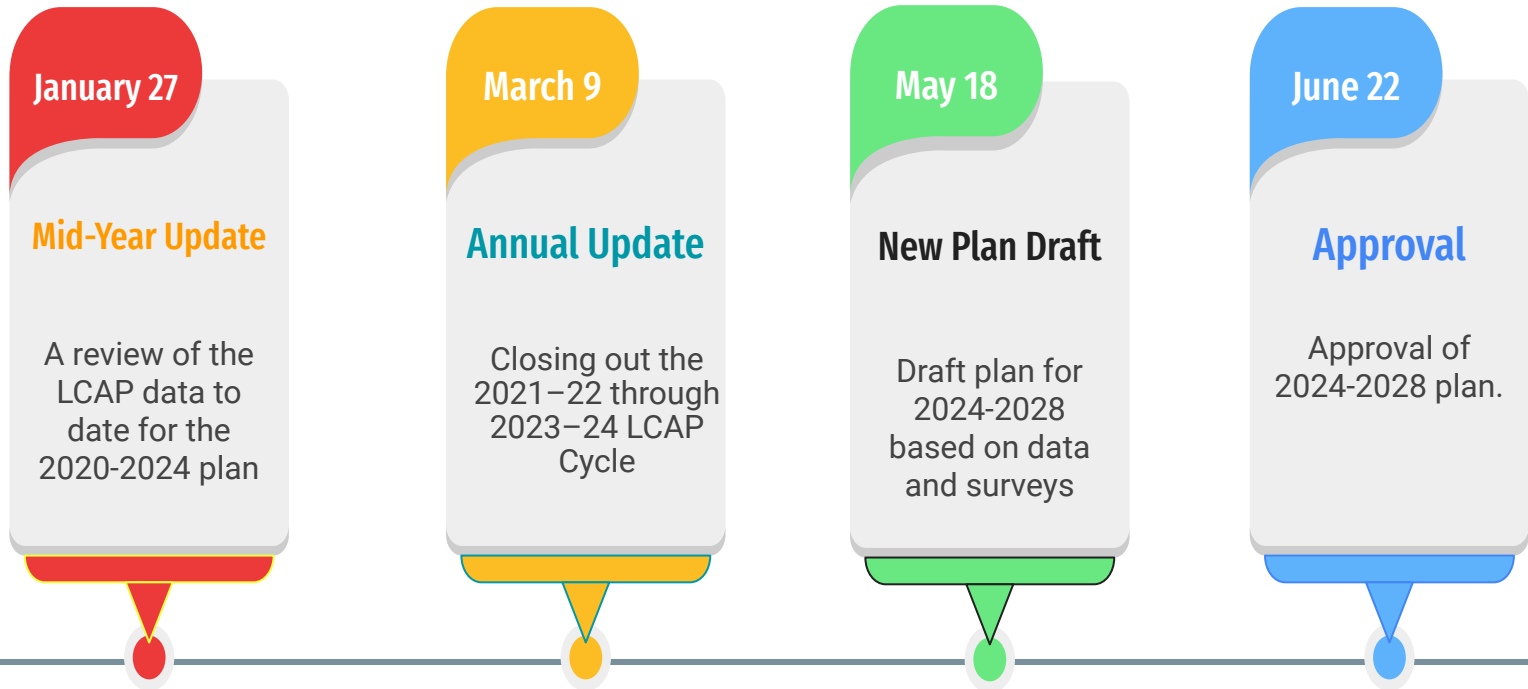 January 27
Mid-Year Update
A review of the
LCAP data to
date for the
2020-2024 plan
March 9
Annual Update
Closing out the
2021–22 through
2023–24 LCAP
Cycle
May 18
New Plan Draft
Draft plan for
2024-2028
based on data
and surveys
June 22
Approval
Approval of
2024-2028 plan.